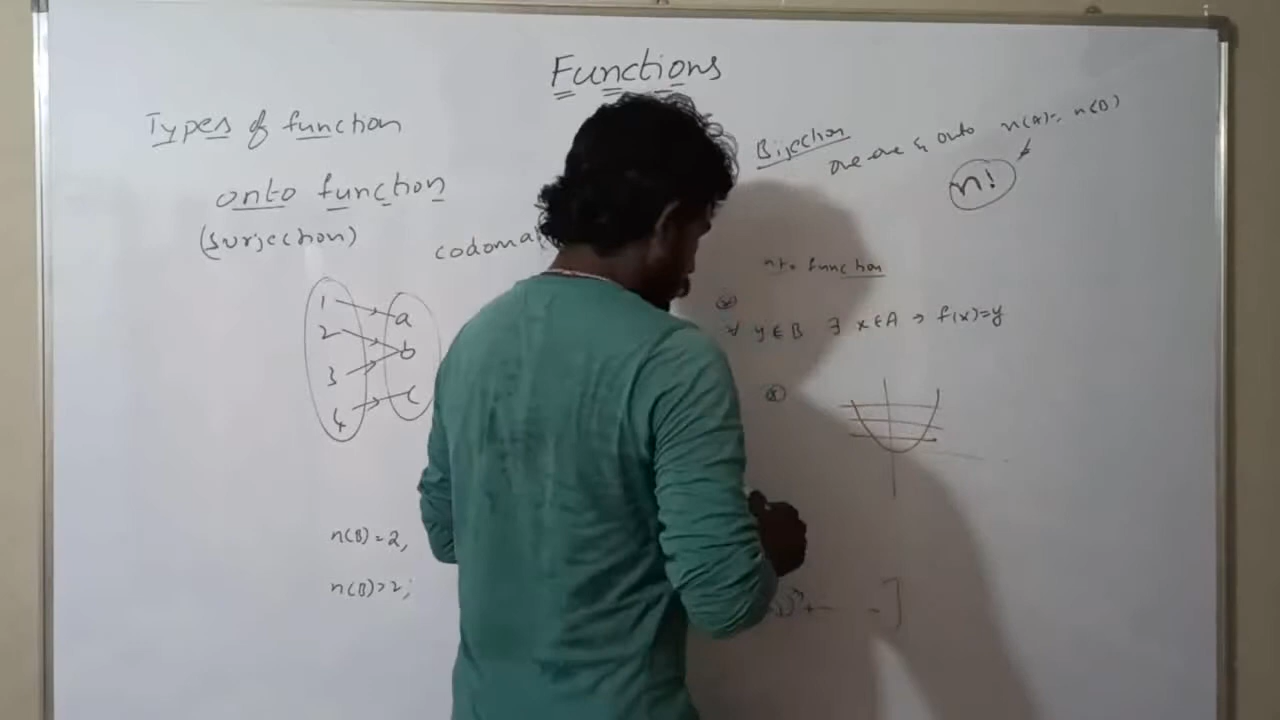 Functions
Types of function
onto function
(surjection)
codoma
1
2
3
4
a
b
c
n(B) = 2,
n(B) > 2;
Bijection
one one & onto n(A) = n(B)
n!
nto function
∀ y ∈ B ∃ x ∈ A ∋ f(x) = y